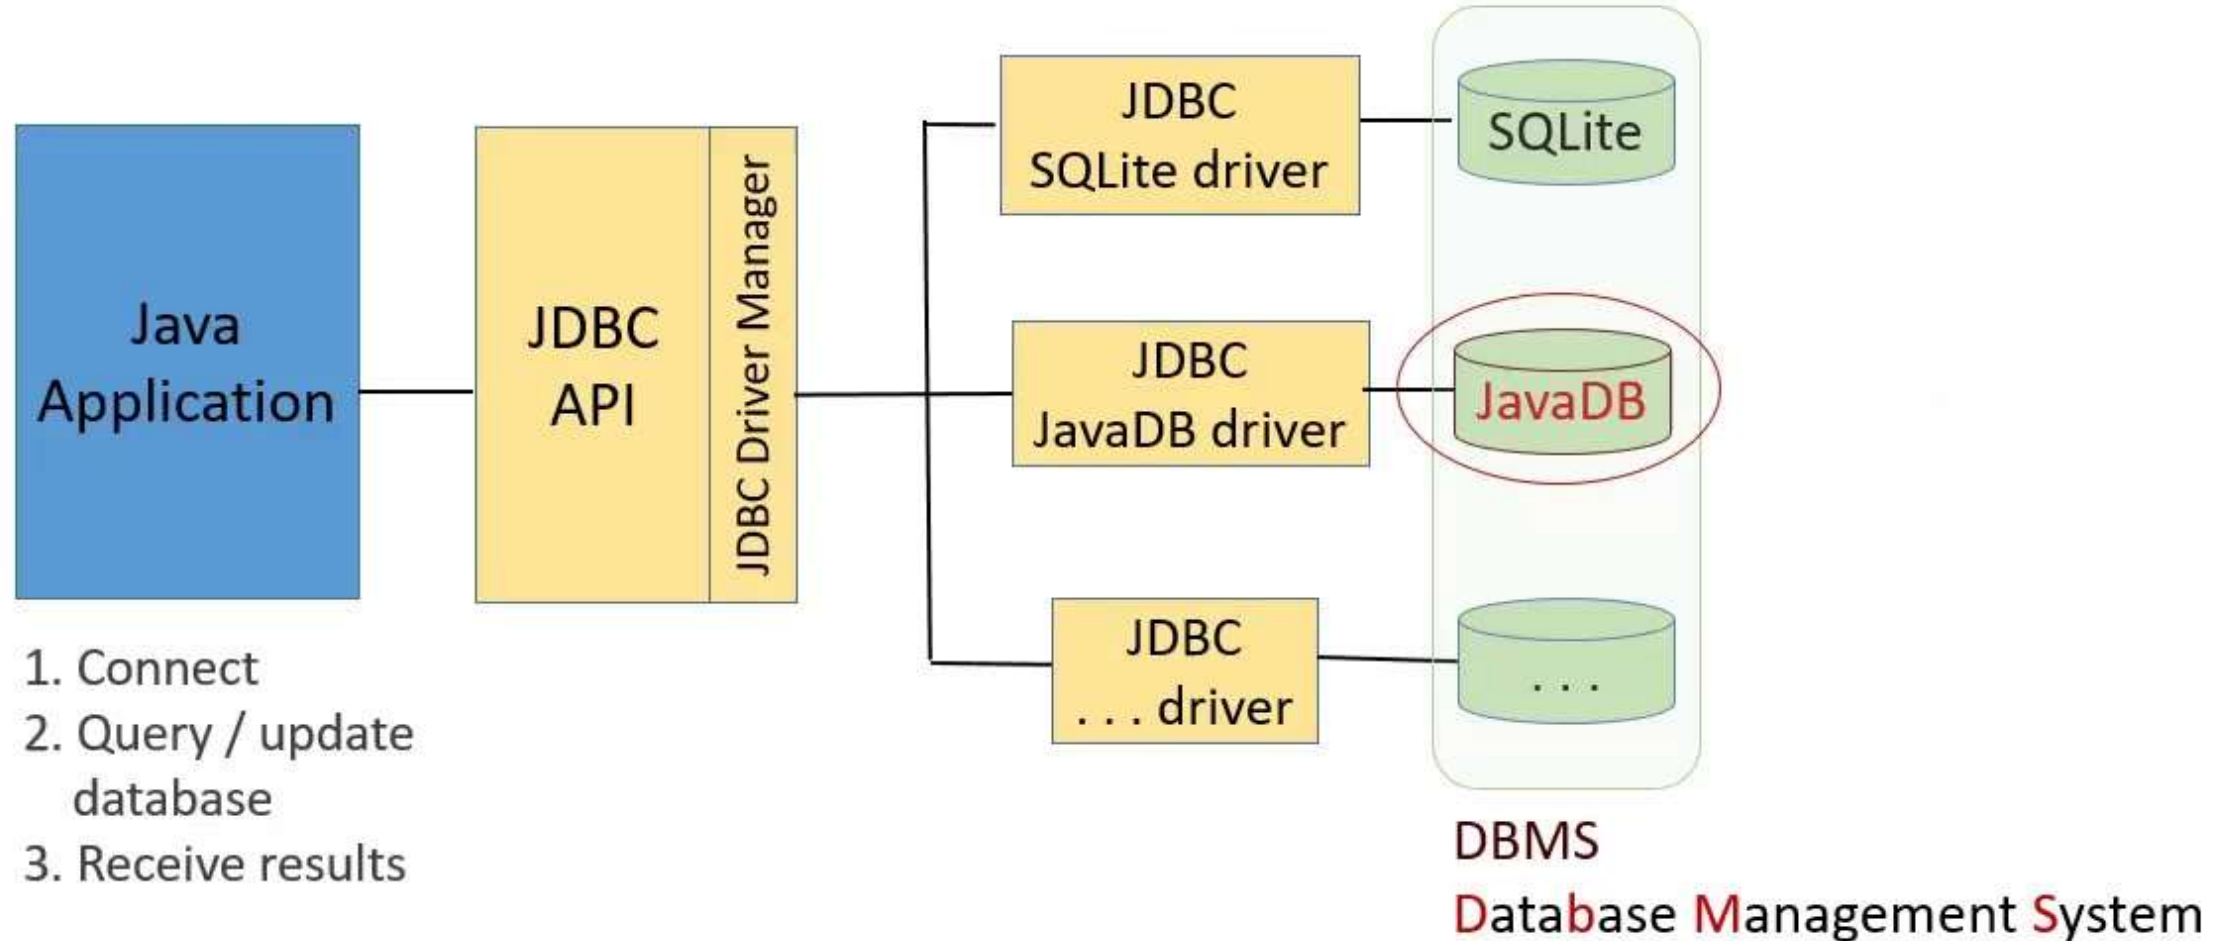 Java
Application
JDBC
API
JDBC Driver Manager
JDBC
SQLite driver
SQLite
JDBC
JavaDB driver
JavaDB
JDBC
. . . driver
. . .
1. Connect
2. Query / update
database
3. Receive results
DBMS
Database Management System